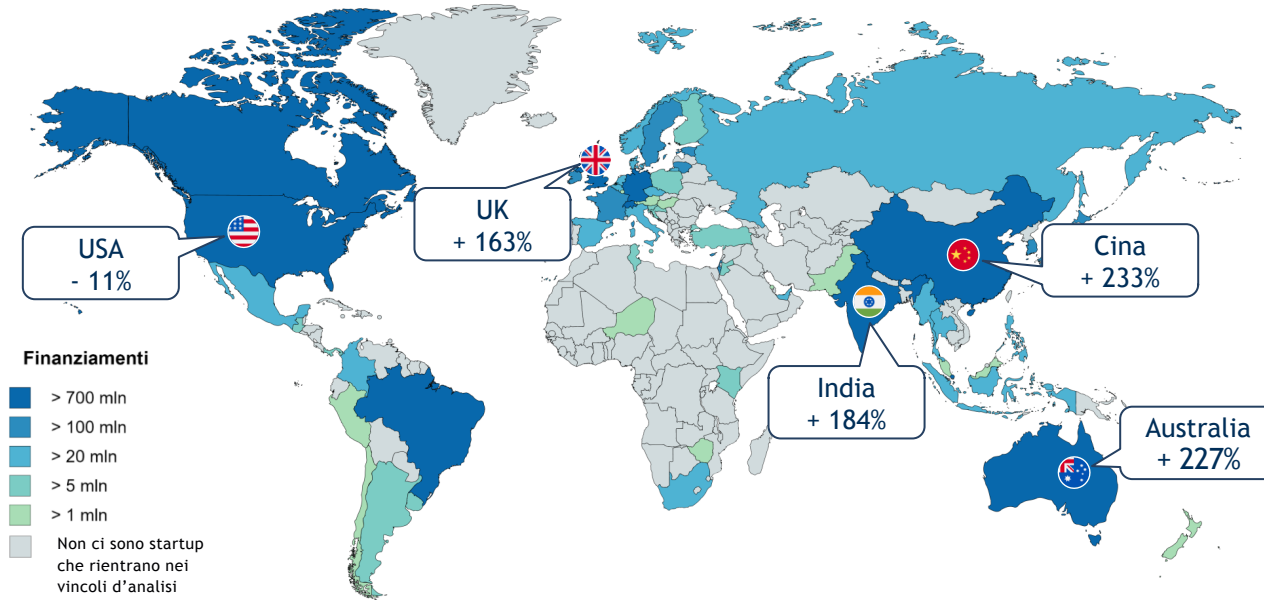 USA
- 11%
UK
+ 163%
Cina
+ 233%
India
+ 184%
Australia
+ 227%
Finanziamenti
> 700 mln
> 100 mln
> 20 mln
> 5 mln
> 1 mln
Non ci sono startup
che rientrano nei
vincoli d’analisi